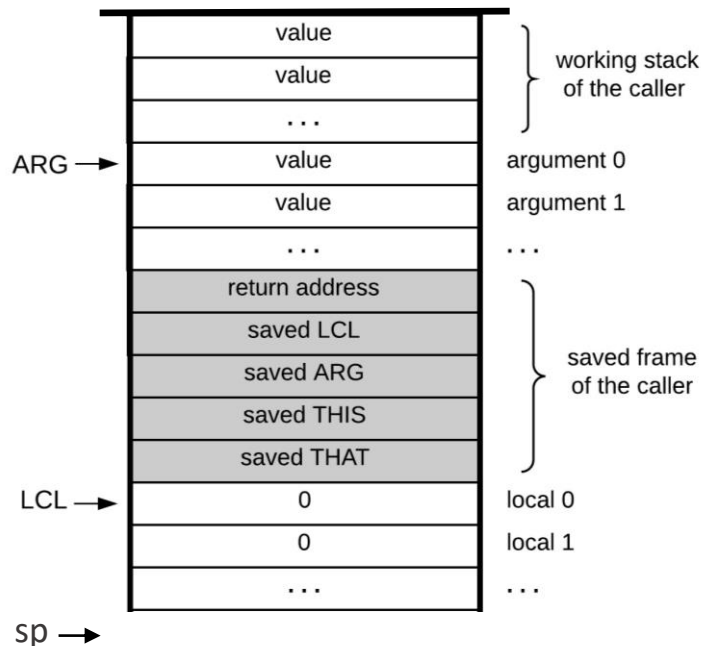 value
value
...
working stack
of the caller
ARG
value
argument 0
value
argument 1
...
...
return address
saved LCL
saved ARG
saved THIS
saved THAT
saved frame
of the caller
LCL
0
local 0
0
local 1
...
...
sp